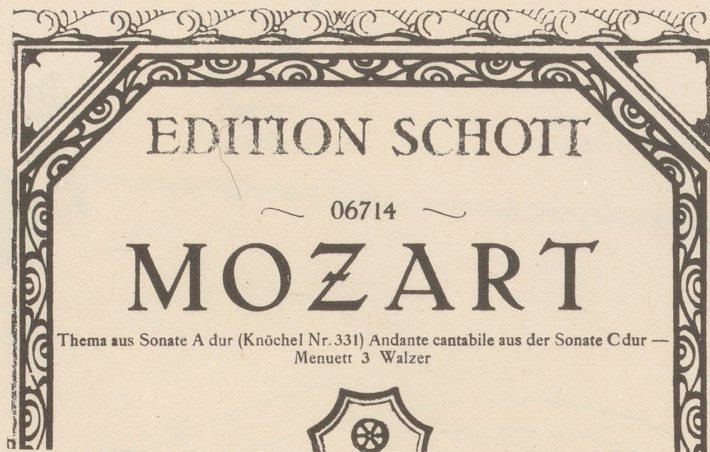 EDITION SCHOTT
06714
MOZART
Thema aus Sonate A dur (Knöchel Nr. 331) Andante cantabile aus der Sonate C dur —
Menuett 3 Walzer